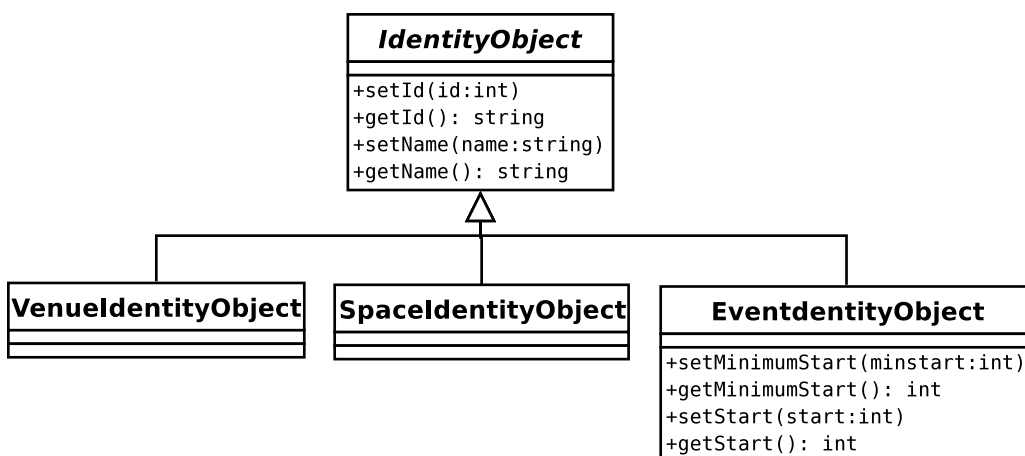 IdentityObject
+setId(id:int)
+getId(): string
+setName(name:string)
+getName(): string
VenueIdentityObject
SpaceIdentityObject
EventdentityObject
+setMinimumStart(minstart:int)
+getMinimumStart(): int
+setStart(start:int)
+getStart(): int